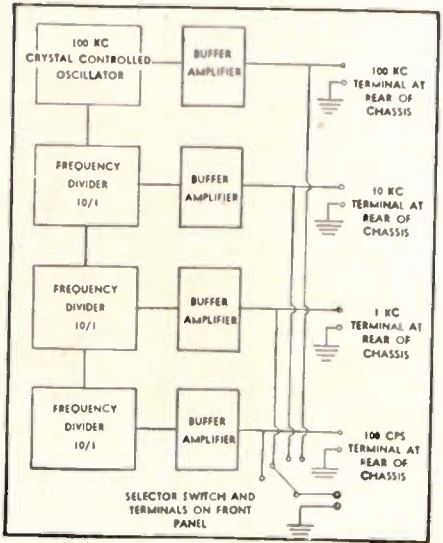 100 KC
CRYSTAL CONTROLLED
OSCILLATOR
BUFFER
AMPLIFIER
100 KC
TERMINAL AT
REAR OF
CHASSIS
FREQUENCY
DIVIDER
10/1
BUFFER
AMPLIFIER
10 KC
TERMINAL AT
REAR OF
CHASSIS
FREQUENCY
DIVIDER
10/1
BUFFER
AMPLIFIER
1 KC
TERMINAL AT
REAR OF
CHASSIS
FREQUENCY
DIVIDER
10/1
BUFFER
AMPLIFIER
100 CPS
TERMINAL AT
REAR OF
CHASSIS
SELECTOR SWITCH AND
TERMINALS ON FRONT
PANEL